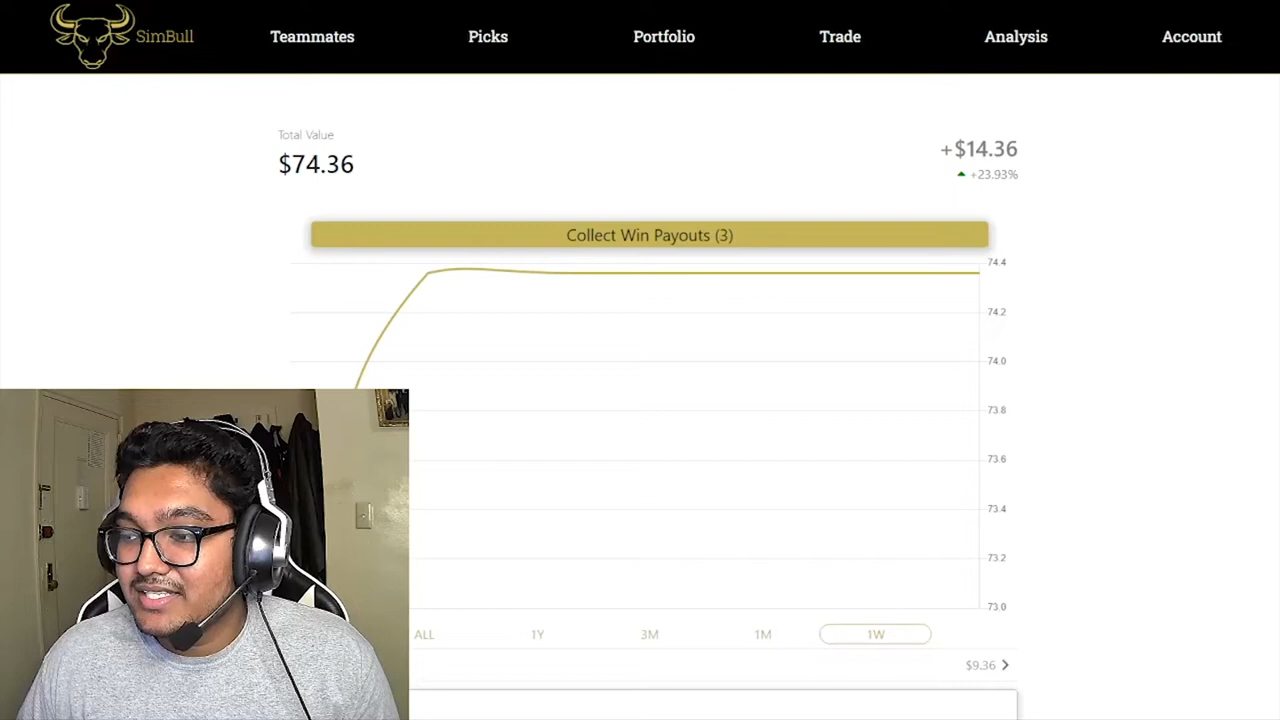 SimBull
Teammates
Picks
Portfolio
Trade
Analysis
Account
Total Value
$74.36
+$14.36
+23.93%
Collect Win Payouts (3)
74.4
74.2
74.0
73.8
73.6
73.4
73.2
73.0
ALL
1Y
3M
1M
1W
$9.36